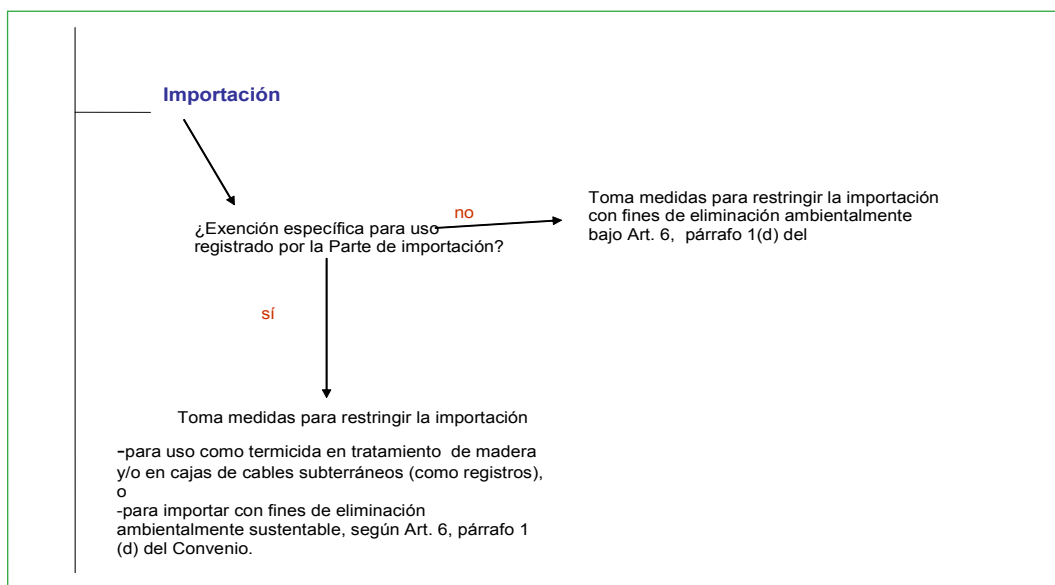 Importación
¿Exención específica para uso
registrado por la Parte de importación?
no
Toma medidas para restringir la importación
con fines de eliminación ambientalmente
bajo Art. 6, párrafo 1(d) del
sí
Toma medidas para restringir la importación
-para uso como termicida en tratamiento de madera
y/o en cajas de cables subterráneos (como registros),
o
-para importar con fines de eliminación
ambientalmente sustentable, según Art. 6, párrafo 1
(d) del Convenio.